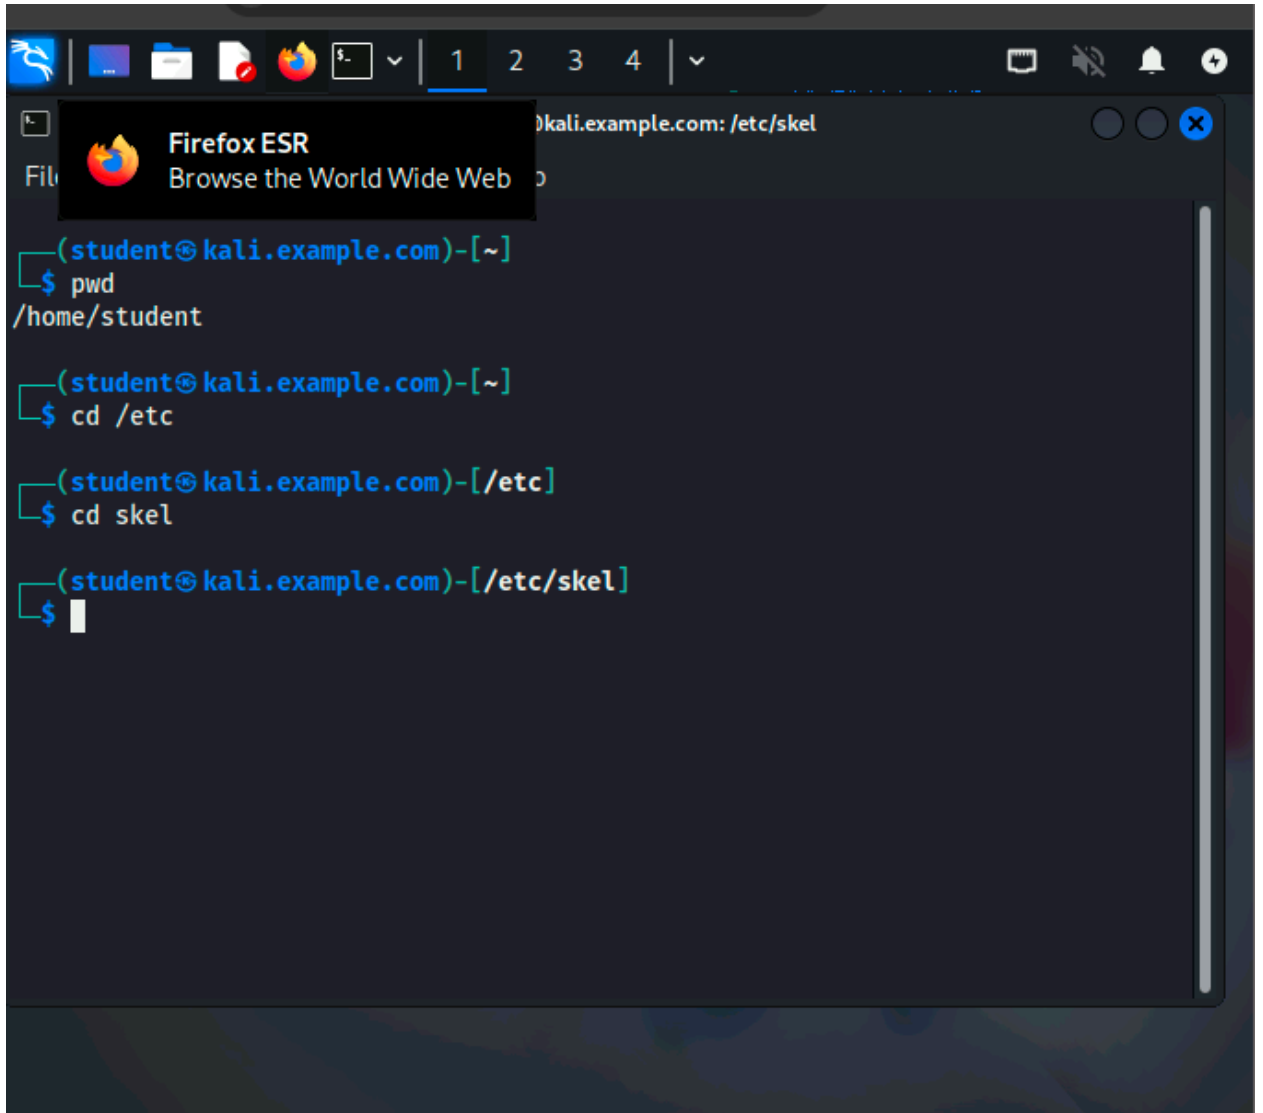 1 2 3 4
@kali.example.com: /etc/skel
Firefox ESR
Browse the World Wide Web
┌──(student㉿kali.example.com)-[~]
└─$ pwd
/home/student
┌──(student㉿kali.example.com)-[~]
└─$ cd /etc
┌──(student㉿kali.example.com)-[/etc]
└─$ cd skel
┌──(student㉿kali.example.com)-[/etc/skel]
└─$